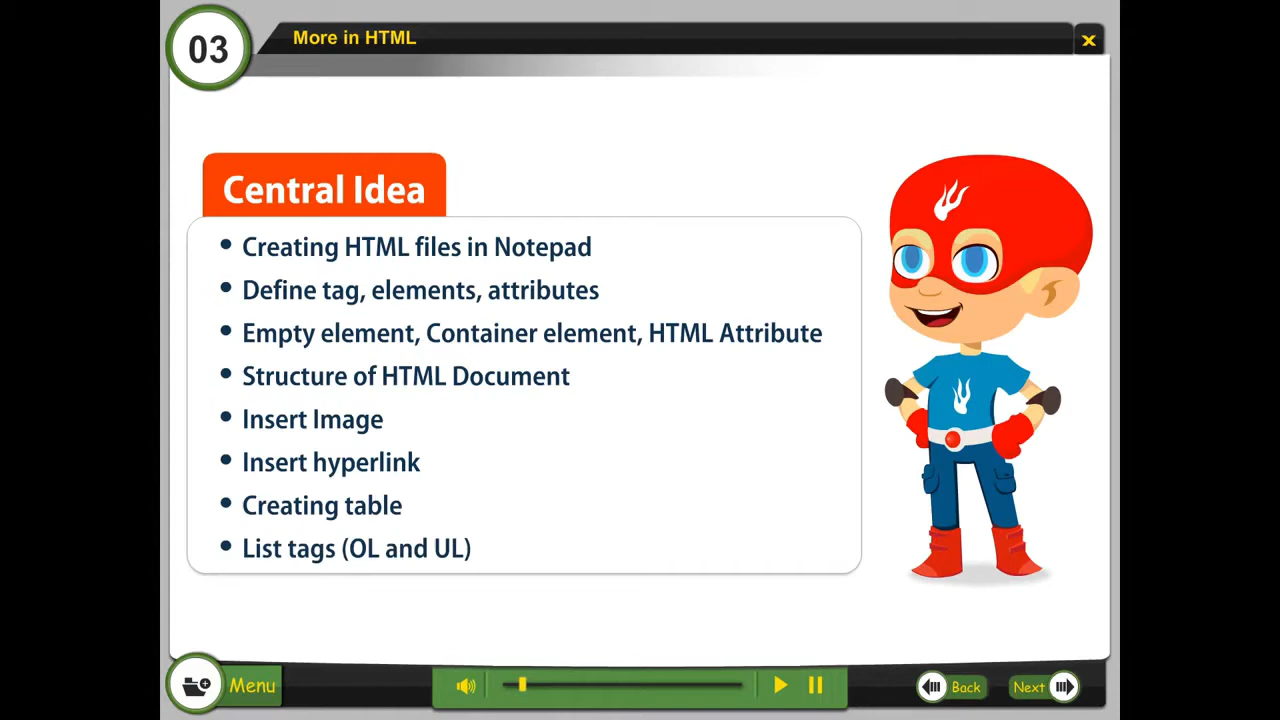 03
More in HTML
X
Central Idea
• Creating HTML files in Notepad
• Define tag, elements, attributes
• Empty element, Container element, HTML Attribute
• Structure of HTML Document
• Insert Image
• Insert hyperlink
• Creating table
• List tags (OL and UL)
Menu
Back
Next